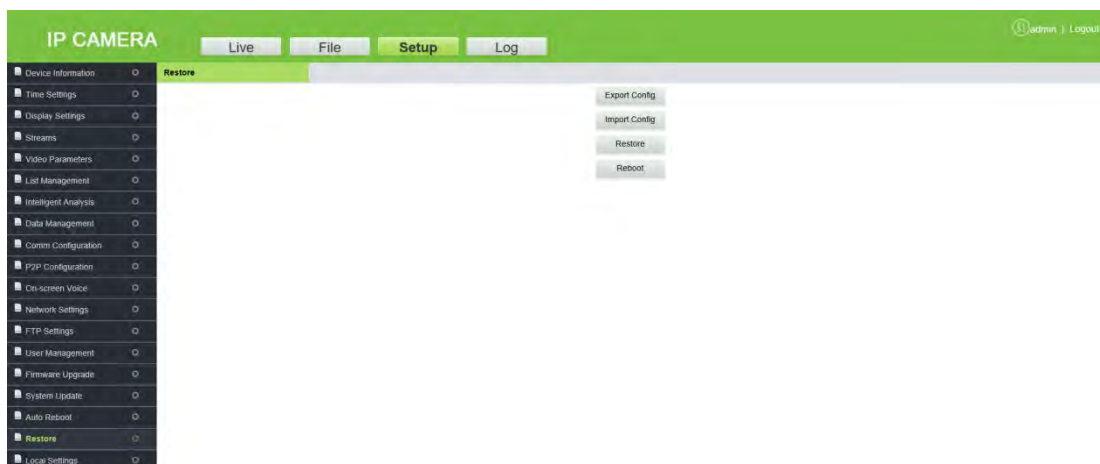 IP CAMERA
Live File Setup Log
admin | Logout
Device Information
Time Settings
Display Settings
Streams
Video Parameters
List Management
Intelligent Analysis
Data Management
Comm Configuration
P2P Configuration
On-screen Voice
Network Settings
FTP Settings
User Management
Firmware Upgrade
System Update
Auto Reboot
Restore
Local Settings
Restore
Export Config
Import Config
Restore
Reboot